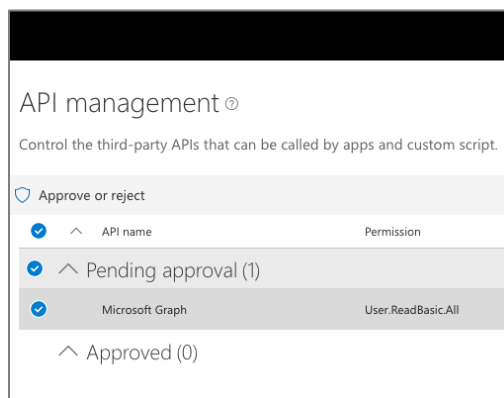 API management
Control the third-party APIs that can be called by apps and custom script.
Approve or reject
API name Permission
Pending approval (1)
Microsoft Graph User.ReadBasic.All
Approved (0)